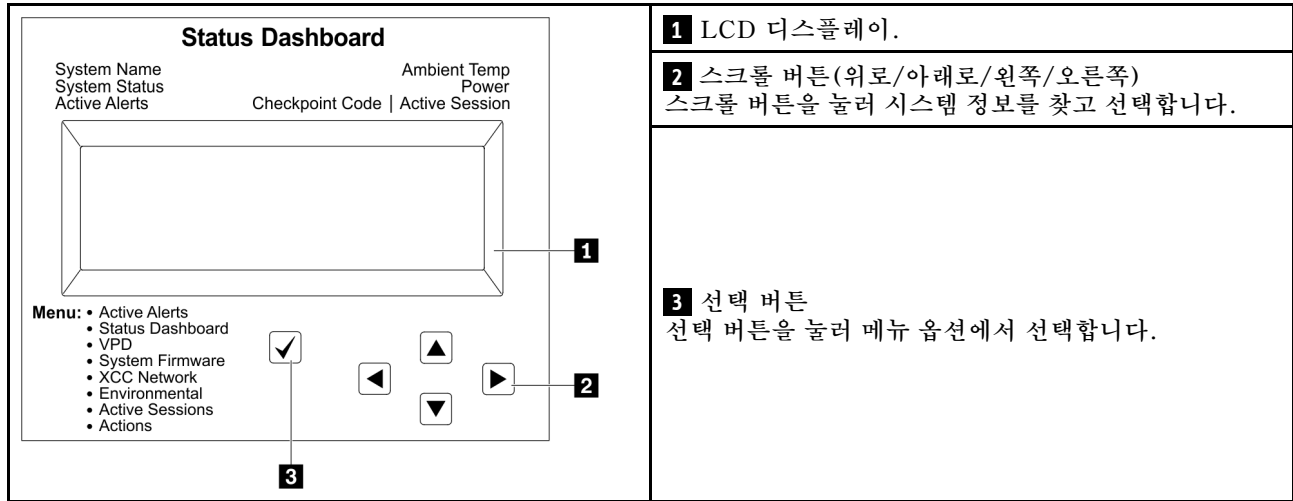 Status Dashboard
System Name
System Status
Active Alerts
Ambient Temp
Power
Checkpoint Code | Active Session
1
Menu:
• Active Alerts
• Status Dashboard
• VPD
• System Firmware
• XCC Network
• Environmental
• Active Sessions
• Actions
2
3
1 LCD 디스플레이.
2 스크롤 버튼(위로/아래로/왼쪽/오른쪽)
스크롤 버튼을 눌러 시스템 정보를 찾고 선택합니다.
3 선택 버튼
선택 버튼을 눌러 메뉴 옵션에서 선택합니다.